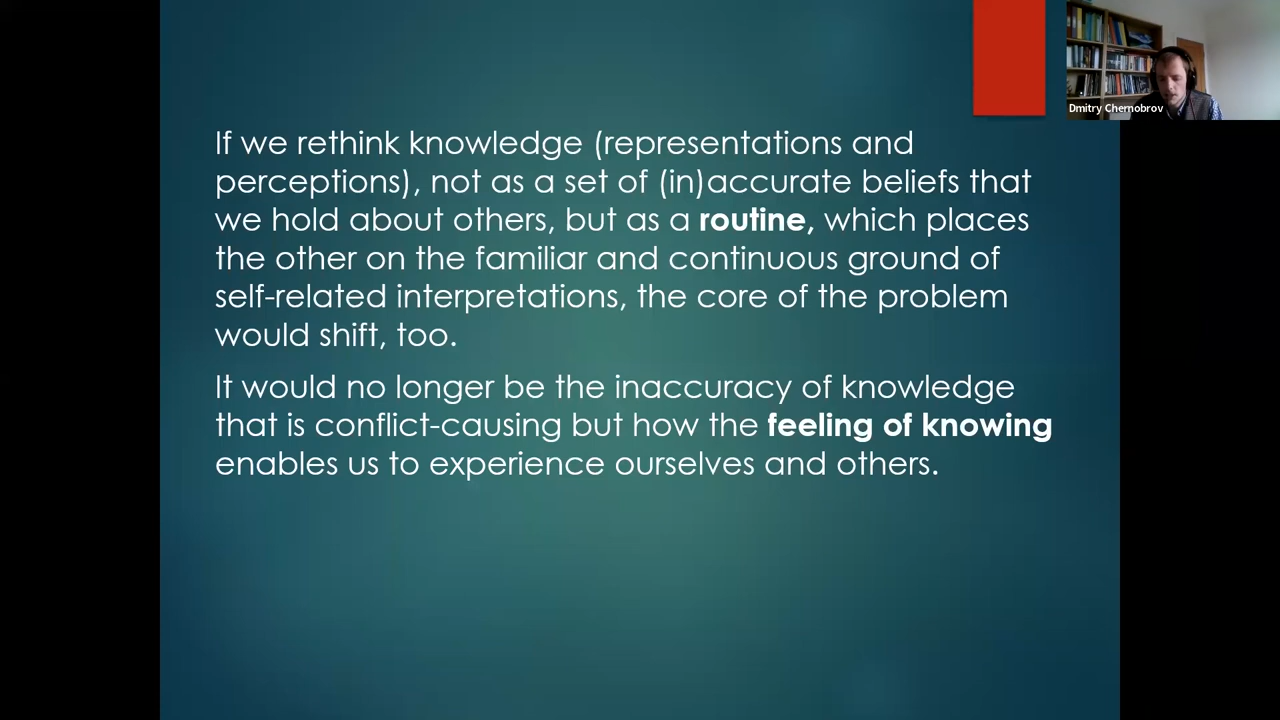 Dmitry Chernobrov
If we rethink knowledge (representations and
perceptions), not as a set of (in)accurate beliefs that
we hold about others, but as a routine, which places
the other on the familiar and continuous ground of
self-related interpretations, the core of the problem
would shift, too.
It would no longer be the inaccuracy of knowledge
that is conflict-causing but how the feeling of knowing
enables us to experience ourselves and others.